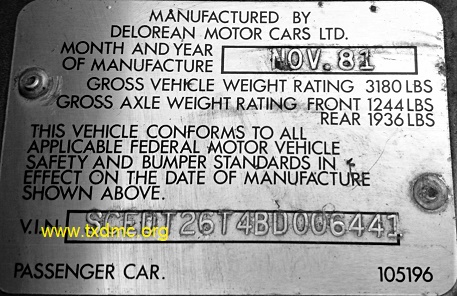 MANUFACTURED BY
DELOREAN MOTOR CARS LTD.
MONTH AND YEAR
OF MANUFACTURE NOV. 81
GROSS VEHICLE WEIGHT RATING 3180 LBS
GROSS AXLE WEIGHT RATING FRONT 1244 LBS
REAR 1936 LBS
THIS VEHICLE CONFORMS TO ALL
APPLICABLE FEDERAL MOTOR VEHICLE
SAFETY AND BUMPER STANDARDS IN
EFFECT ON THE DATE OF MANUFACTURE
SHOWN ABOVE.
V.I.N. SCEDT26T4BD006441
www.txdmc.org
PASSENGER CAR. 105196